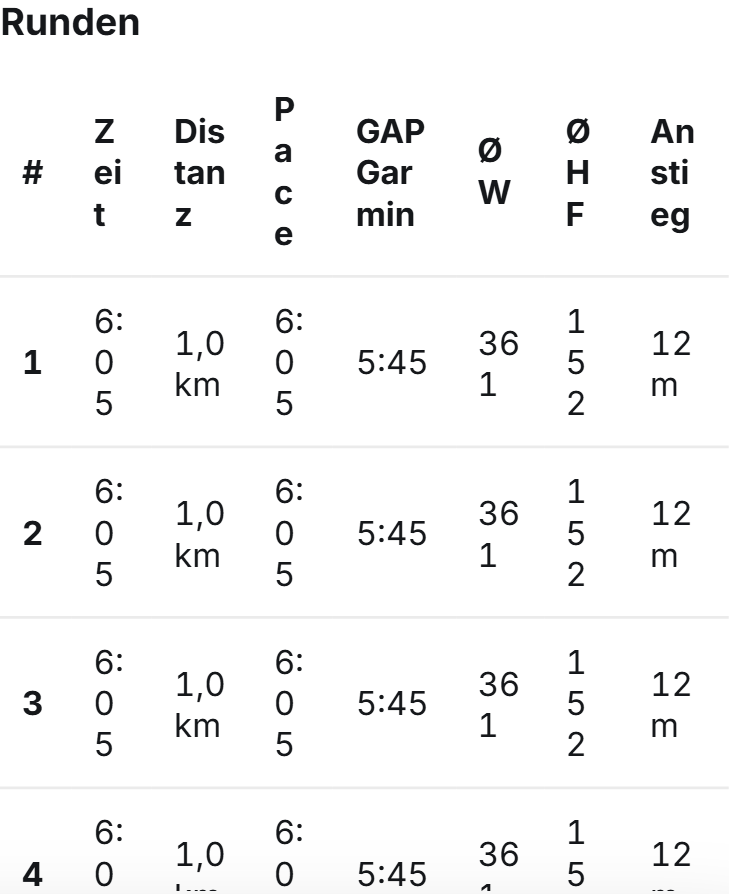 Runden
# Zeit Distanz Pace GAP Garmin Ø W Ø HF Anstieg
1 6:05 1,0 km 6:05 5:45 361 152 12 m
2 6:05 1,0 km 6:05 5:45 361 152 12 m
3 6:05 1,0 km 6:05 5:45 361 152 12 m
4 6:0 1,0 6:0 5:45 36 15 12